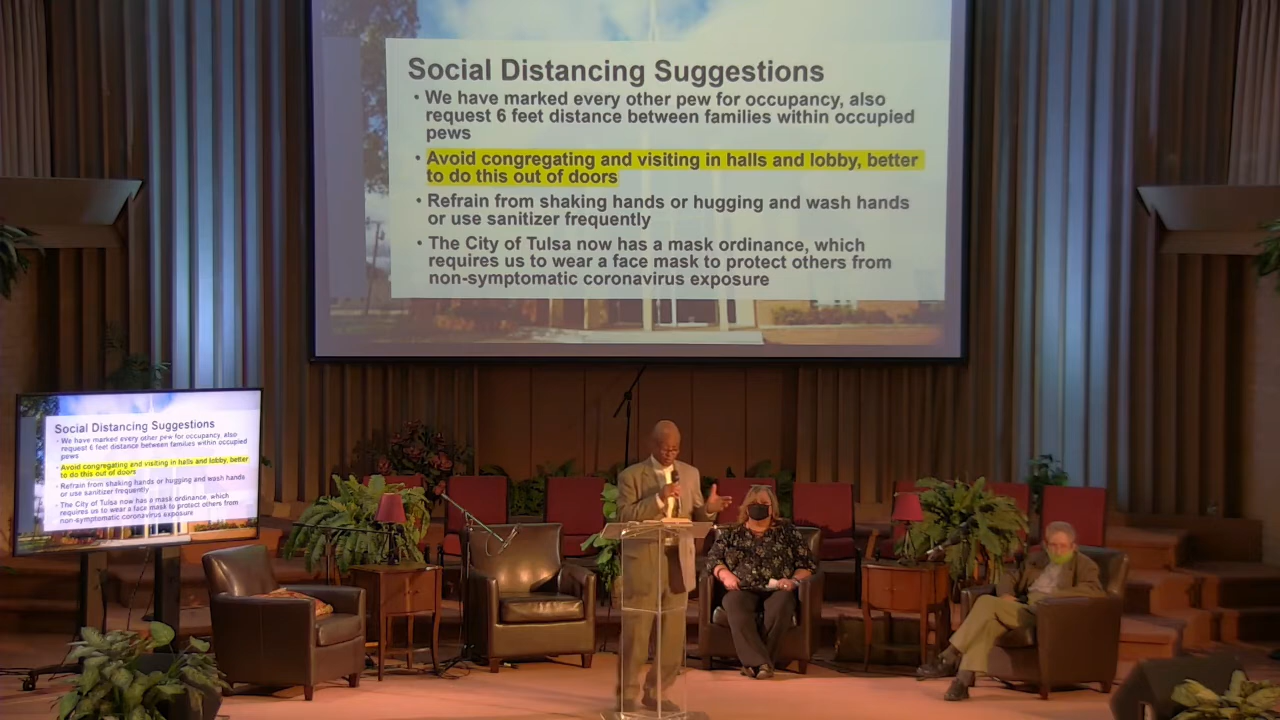 Social Distancing Suggestions
• We have marked every other pew for occupancy, also
request 6 feet distance between families within occupied
pews
• Avoid congregating and visiting in halls and lobby, better
to do this out of doors
• Refrain from shaking hands or hugging and wash hands
or use sanitizer frequently
• The City of Tulsa now has a mask ordinance, which
requires us to wear a face mask to protect others from
non-symptomatic coronavirus exposure
Social Distancing Suggestions
• We have marked every other pew for occupancy, also
request 6 feet distance between families within occupied
pews
• Avoid congregating and visiting in halls and lobby, better
to do this out of doors
• Refrain from shaking hands or hugging and wash hands
or use sanitizer frequently
• The City of Tulsa now has a mask ordinance, which
requires us to wear a face mask to protect others from
non-symptomatic coronavirus exposure